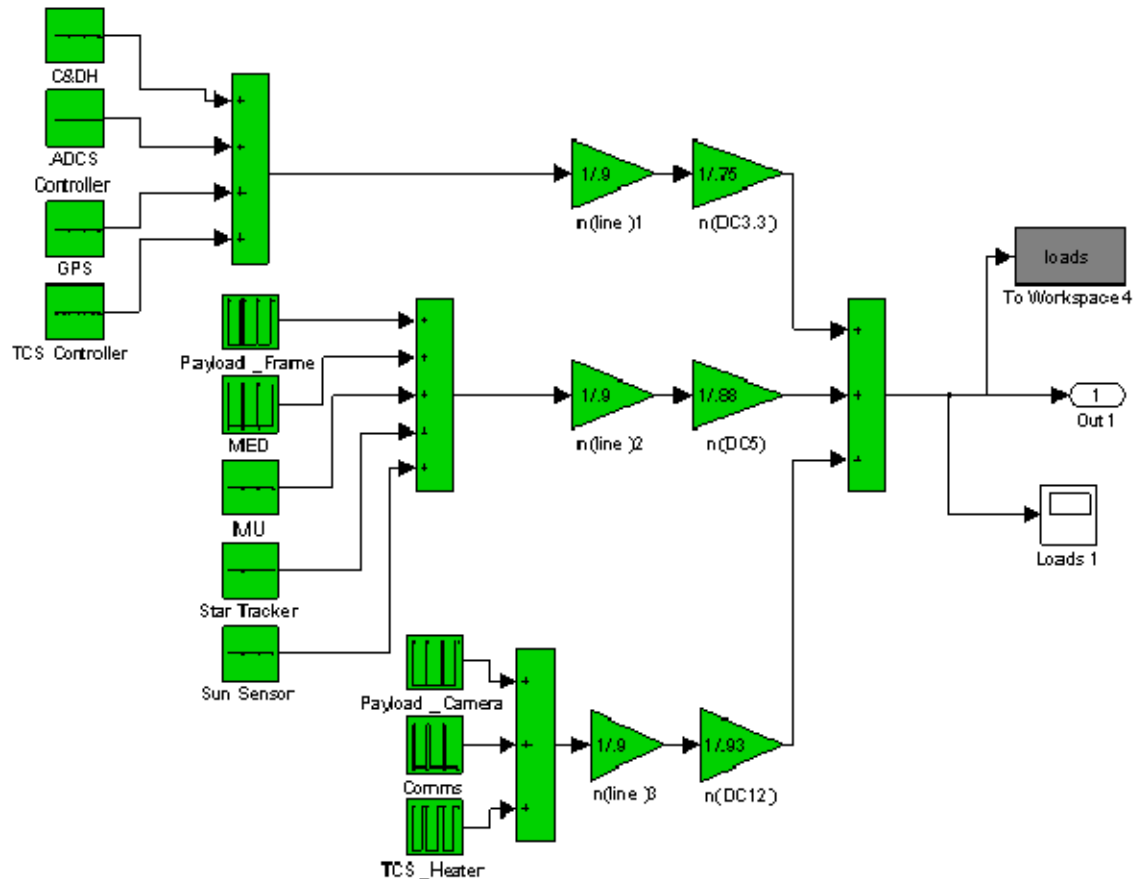 C&DH
ADCS
Controller
GPS
TCS Controller
+
+
+
+
1/.9
n(line )1
1/.75
n(DC3.3)
loads
To Workspace 4
Payload _Frame
MED
IMU
Star Tracker
Sun Sensor
+
+
+
+
+
1/.9
n(line )2
1/.88
n(DC5)
+
+
+
1
Out 1
Loads 1
Payload _Camera
Comms
TCS _Heater
+
+
+
1/.9
n(line )3
1/.93
n(DC12)